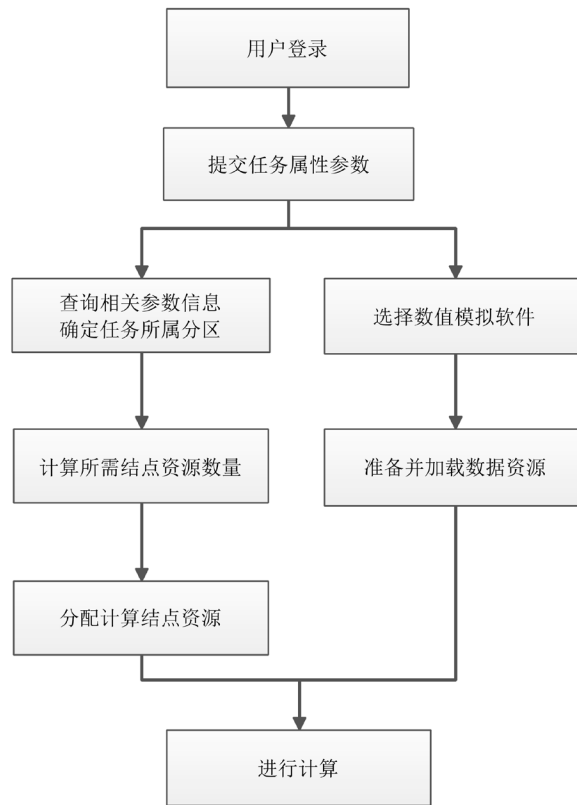 用户登录
提交任务属性参数
查询相关参数信息
确定任务所属分区
选择数值模拟软件
计算所需结点资源数量
准备并加载数据资源
分配计算结点资源
进行计算